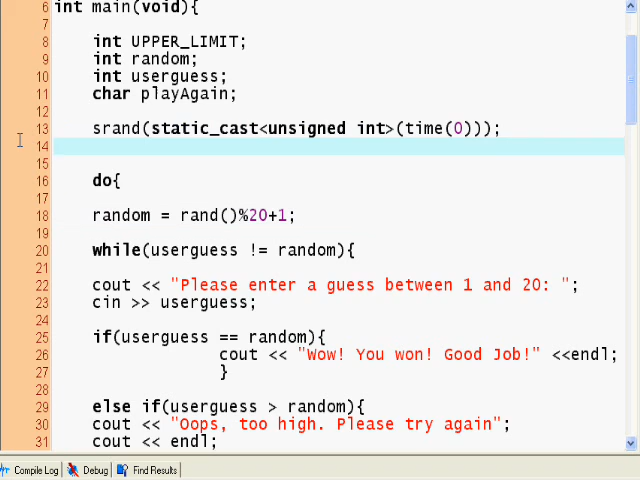 6 int main(void){
7
8 int UPPER_LIMIT;
9 int random;
10 int userguess;
11 char playAgain;
12
13 srand(static_cast<unsigned int>(time(0)));
14
15
16 do{
17
18 random = rand()%20+1;
19
20 while(userguess != random){
21
22 cout << "Please enter a guess between 1 and 20: ";
23 cin >> userguess;
24
25 if(userguess == random){
26 cout << "Wow! You won! Good Job!" <<endl;
27 }
28
29 else if(userguess > random){
30 cout << "Oops, too high. Please try again";
31 cout << endl;
Compile Log Debug Find Results